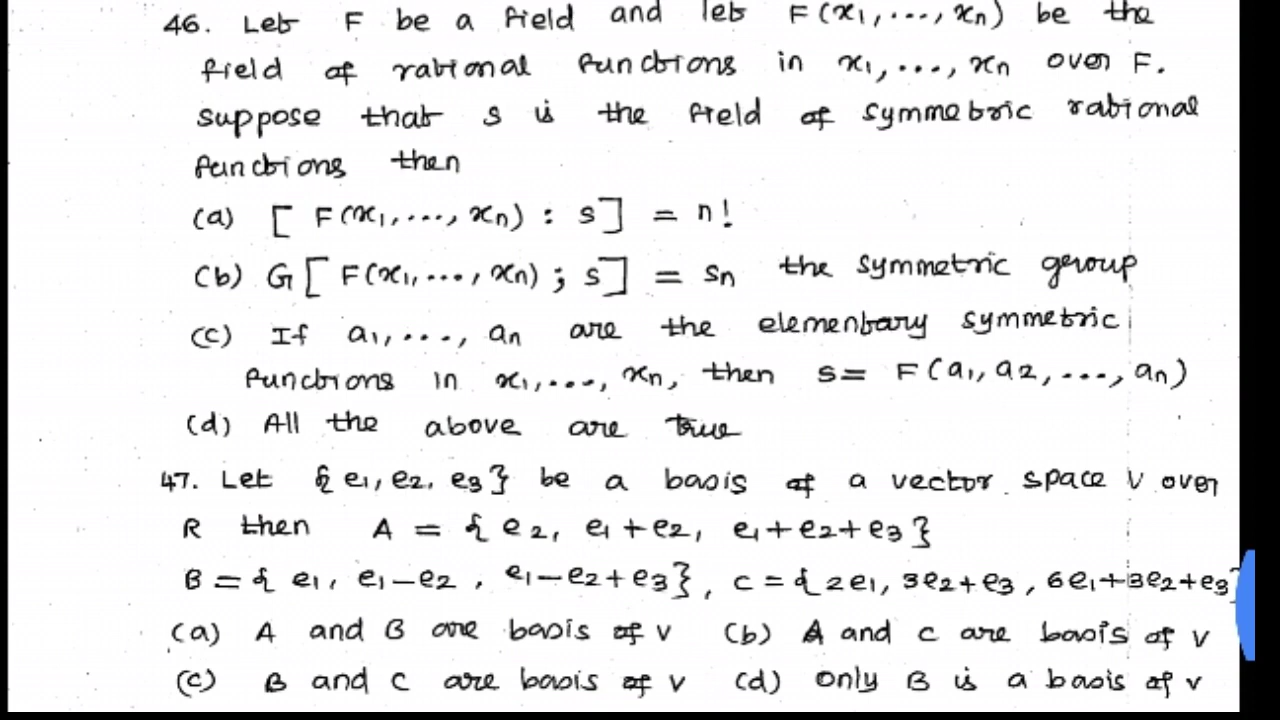 46. Let F be a field and let F(x1,..., xn) be the
field of rational functions in x1,..., xn over F.
suppose that s is the field of symmetric rational
functions then
(a) [ F(x1,..., xn) : s] = n!
(b) G[ F(x1,..., xn) ; s] = sn the symmetric group
(c) If a1,..., an are the elementary symmetric
functions in x1,..., xn, then s= F(a1, a2,..., an)
(d) All the above are true
47. Let {e1, e2, e3} be a basis of a vector space V over
R then A = {e2, e1+e2, e1+e2+e3}
B={e1, e1-e2, e1-e2+e3}, c={2e1, 3e2+e3, 6e1+3e2+e3}
(a) A and B are basis of v (b) A and c are basis of v
(c) B and c are basis of v (d) only B is a basis of v